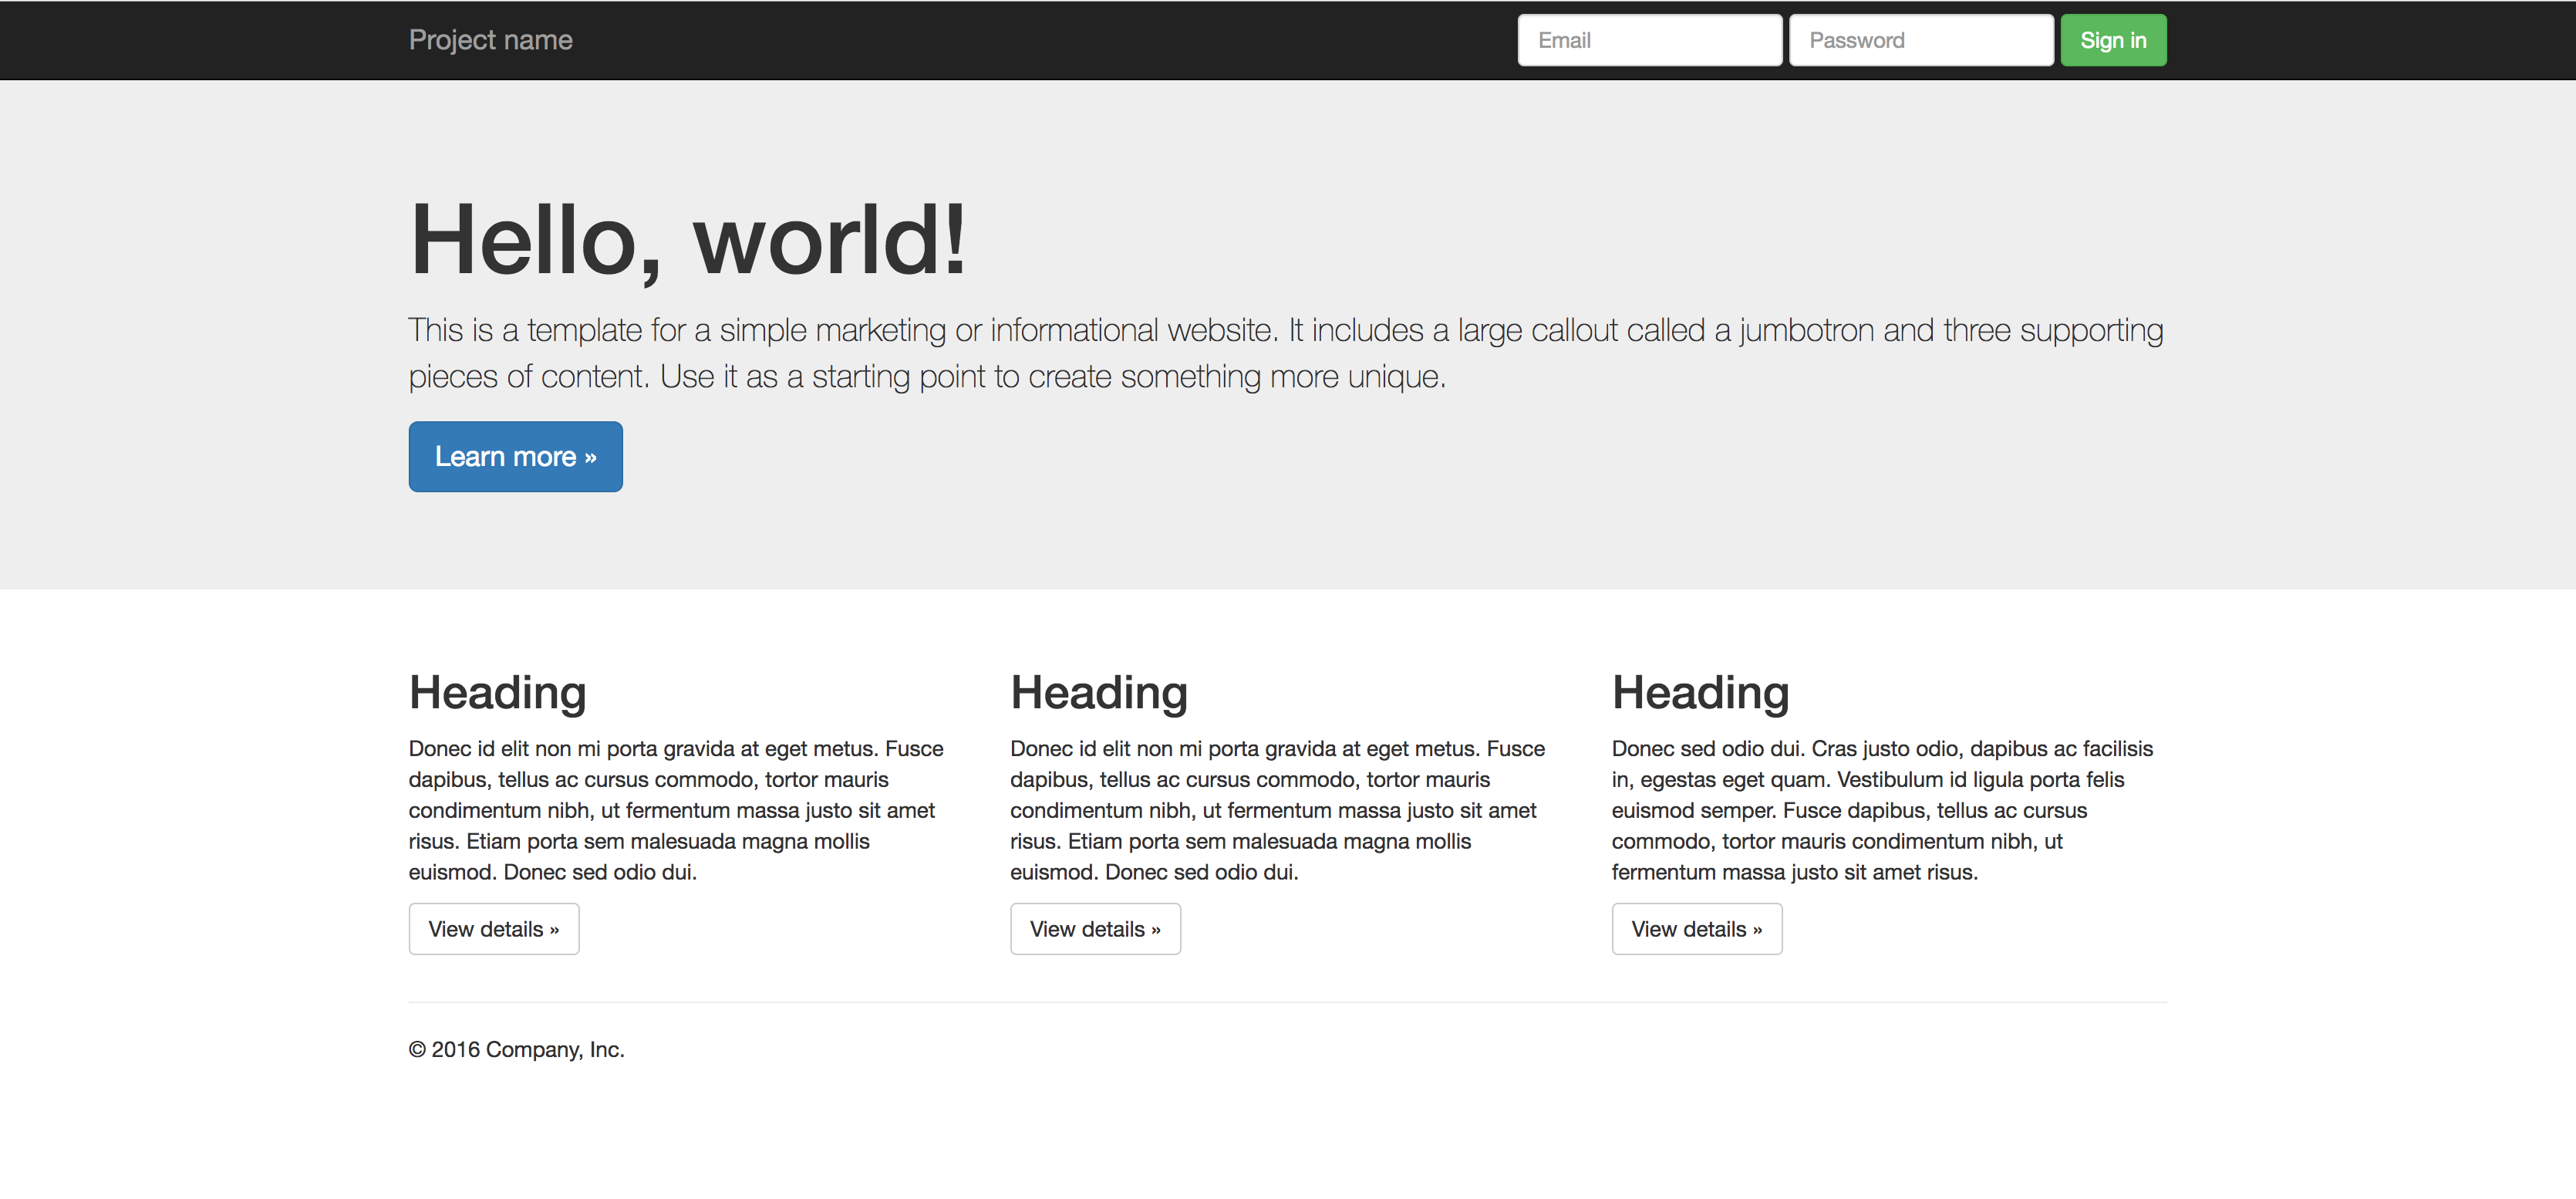 Project name
Email
Password
Sign in
Hello, world!
This is a template for a simple marketing or informational website. It includes a large callout called a jumbotron and three supporting
pieces of content. Use it as a starting point to create something more unique.
Learn more »
Heading
Donec id elit non mi porta gravida at eget metus. Fusce
dapibus, tellus ac cursus commodo, tortor mauris
condimentum nibh, ut fermentum massa justo sit amet
risus. Etiam porta sem malesuada magna mollis
euismod. Donec sed odio dui.
View details »
Heading
Donec id elit non mi porta gravida at eget metus. Fusce
dapibus, tellus ac cursus commodo, tortor mauris
condimentum nibh, ut fermentum massa justo sit amet
risus. Etiam porta sem malesuada magna mollis
euismod. Donec sed odio dui.
View details »
Heading
Donec sed odio dui. Cras justo odio, dapibus ac facilisis
in, egestas eget quam. Vestibulum id ligula porta felis
euismod semper. Fusce dapibus, tellus ac cursus
commodo, tortor mauris condimentum nibh, ut
fermentum massa justo sit amet risus.
View details »
© 2016 Company, Inc.